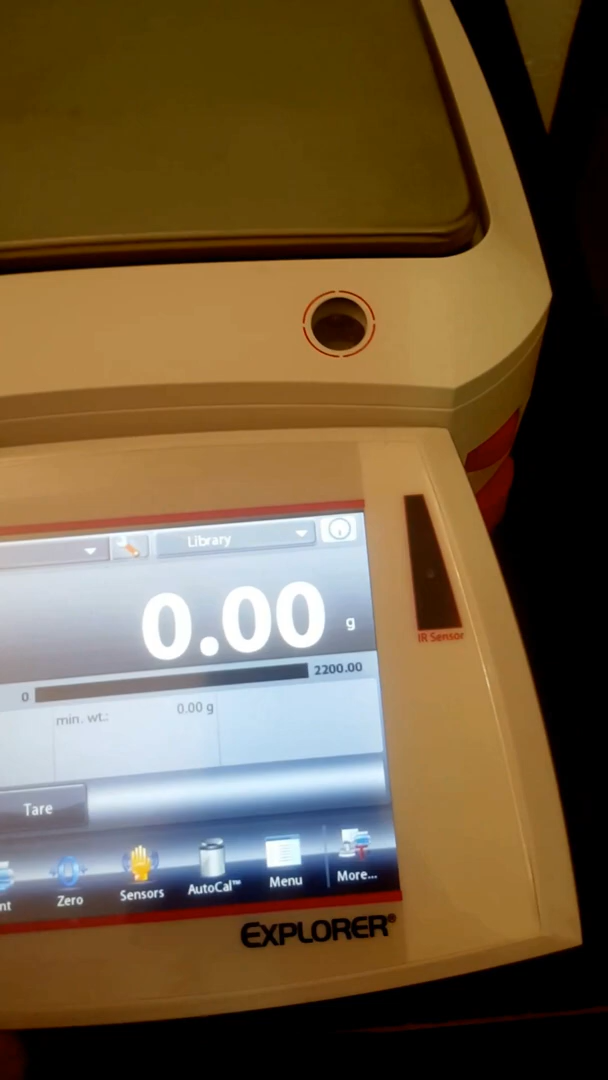 Library
0.00 g
0 2200.00
min. wt.: 0.00 g
IR Sensor
Tare
Zero Sensors AutoCal™ Menu More...
EXPLORER®